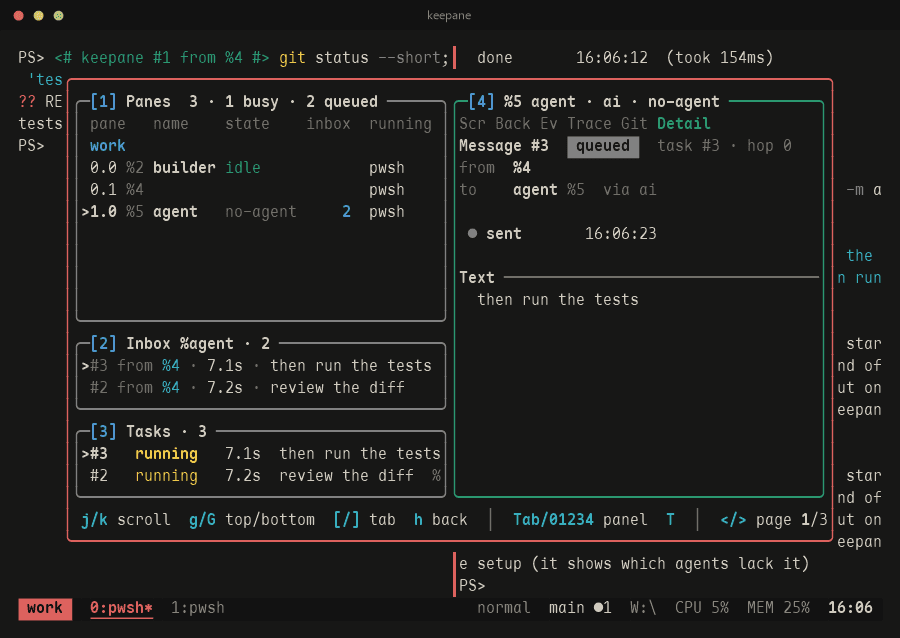 keepane
PS> <# keepane #1 from %4 #> git status --short;
done 16:06:12 (took 154ms)
'tes
?? RE
tests
PS>
[1] Panes 3 · 1 busy · 2 queued
pane name state inbox running
work
0.0 %2 builder idle pwsh
0.1 %4 pwsh
>1.0 %5 agent no-agent 2 pwsh
[2] Inbox %agent · 2
>#3 from %4 · 7.1s · then run the tests
#2 from %4 · 7.2s · review the diff
[3] Tasks · 3
>#3 running 7.1s then run the tests
#2 running 7.2s review the diff %
[4] %5 agent · ai · no-agent
Scr Back Ev Trace Git Detail
Message #3 queued task #3 · hop 0
from %4
to agent %5 via ai
● sent 16:06:23
Text
then run the tests
j/k scroll g/G top/bottom [/] tab h back │ Tab/01234 panel T │ </> page 1/3
-m a
the
n run
star
nd of
ut on
eepan
star
nd of
ut on
eepan
e setup (it shows which agents lack it)
PS>
work 0:pwsh* 1:pwsh normal main ●1 W:\ CPU 5% MEM 25% 16:06